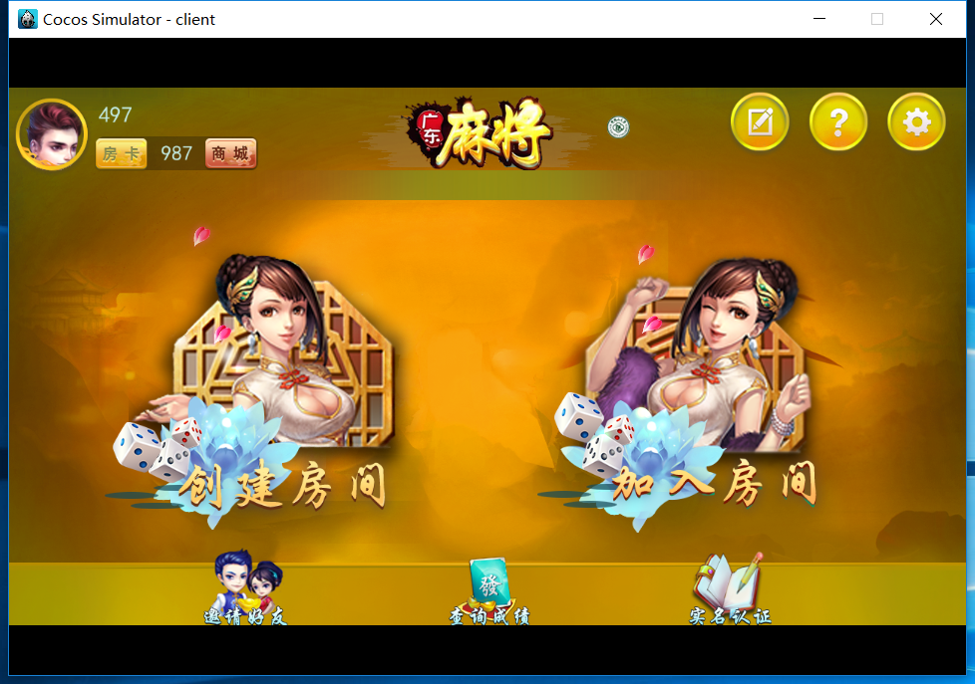 Cocos Simulator - client
497
房卡 987 商城
广东麻将
?
创建房间
加入房间
發
邀请好友
查询成绩
实名认证